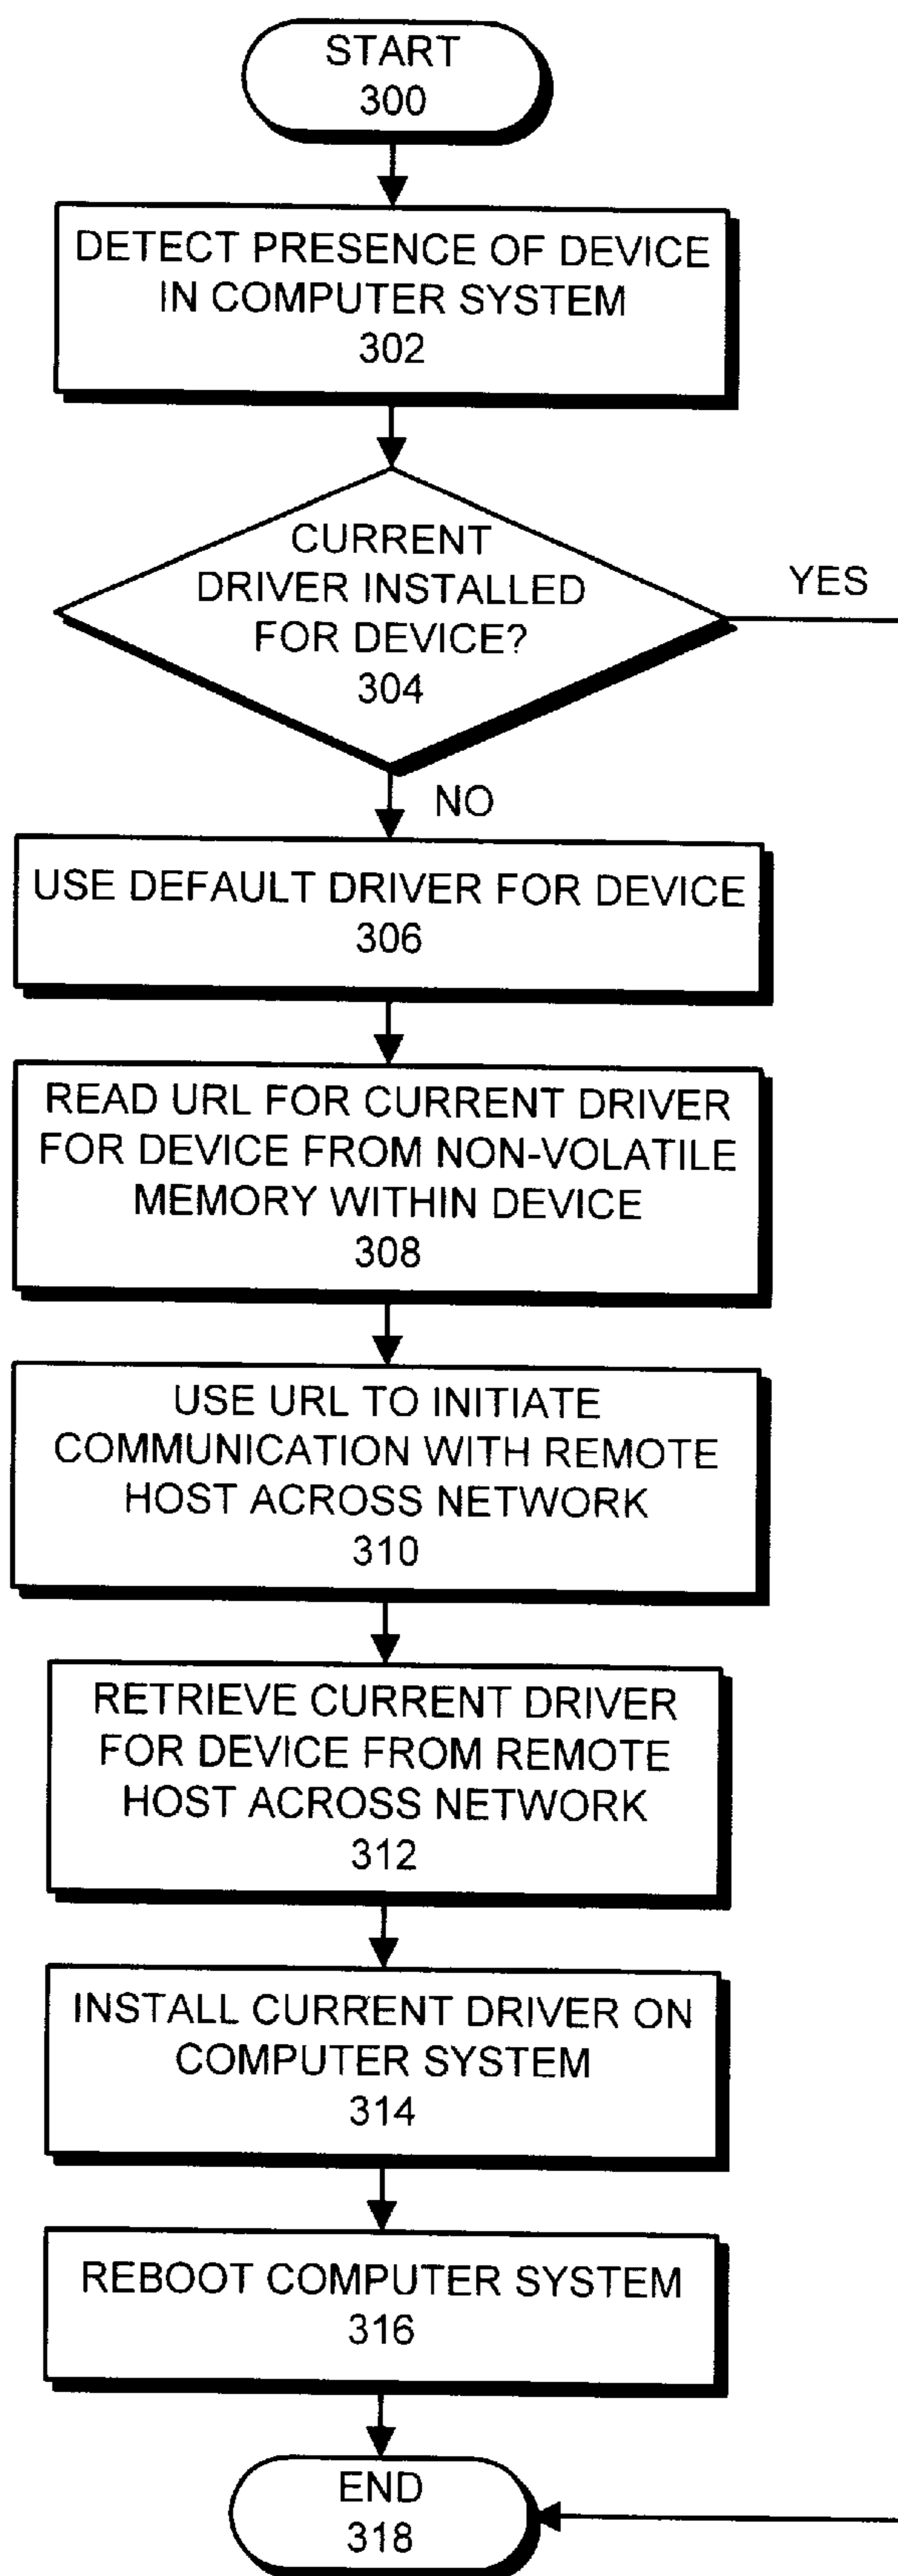 START
300
DETECT PRESENCE OF DEVICE
IN COMPUTER SYSTEM
302
CURRENT
DRIVER INSTALLED
FOR DEVICE?
304
YES
NO
USE DEFAULT DRIVER FOR DEVICE
306
READ URL FOR CURRENT DRIVER
FOR DEVICE FROM NON-VOLATILE
MEMORY WITHIN DEVICE
308
USE URL TO INITIATE
COMMUNICATION WITH REMOTE
HOST ACROSS NETWORK
310
RETRIEVE CURRENT DRIVER
FOR DEVICE FROM REMOTE
HOST ACROSS NETWORK
312
INSTALL CURRENT DRIVER ON
COMPUTER SYSTEM
314
REBOOT COMPUTER SYSTEM
316
END
318